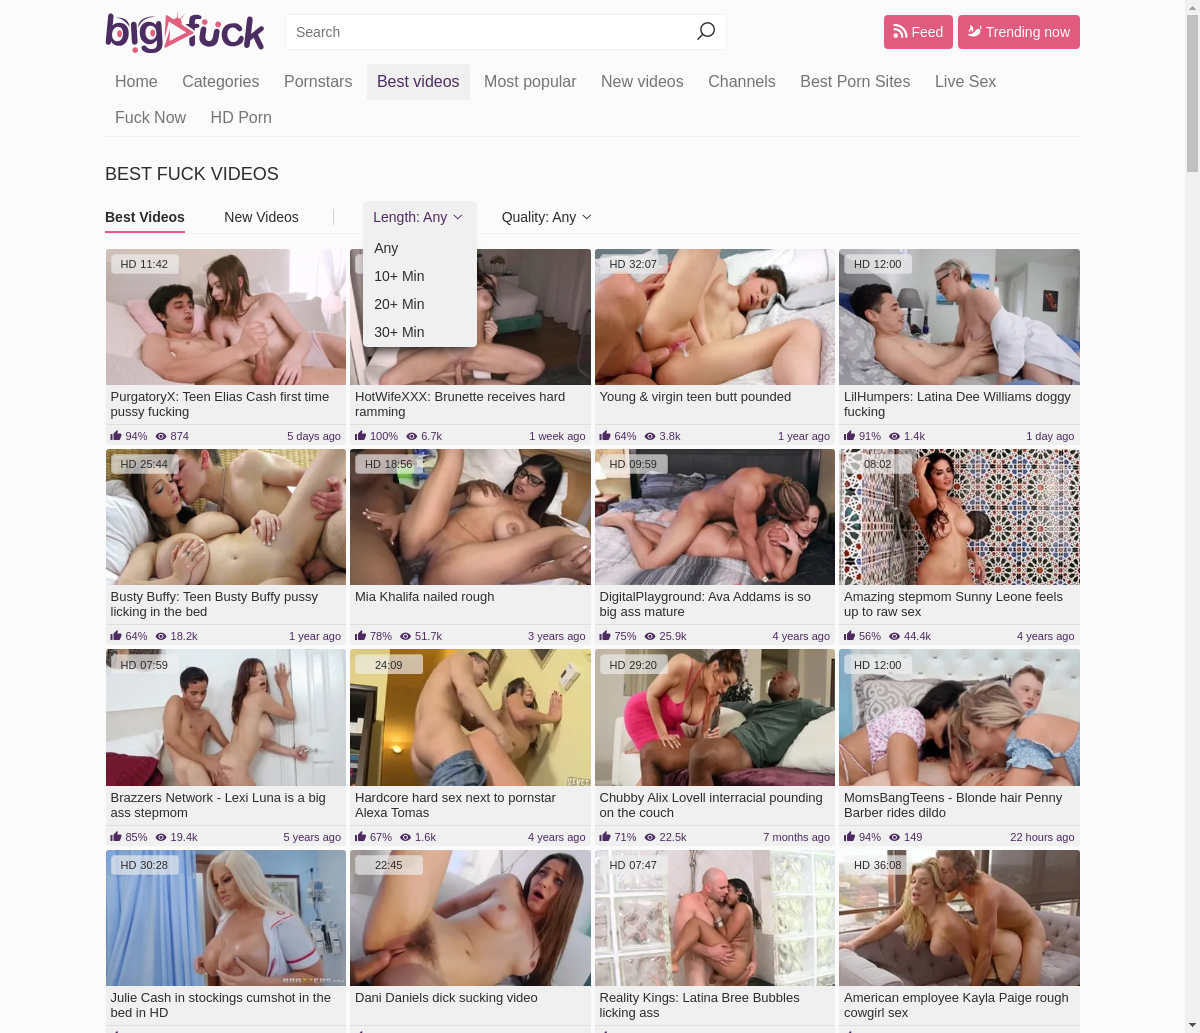 bigfuck
Search
Feed
Trending now
Home Categories Pornstars Best videos Most popular New videos Channels Best Porn Sites Live Sex
Fuck Now HD Porn
BEST FUCK VIDEOS
Best Videos New Videos Length: Any Quality: Any
Any
10+ Min
20+ Min
30+ Min
HD 11:42
PurgatoryX: Teen Elias Cash first time
pussy fucking
94% 874 5 days ago
HotWifeXXX: Brunette receives hard
ramming
100% 6.7k 1 week ago
HD 32:07
Young & virgin teen butt pounded
64% 3.8k 1 year ago
HD 12:00
LilHumpers: Latina Dee Williams doggy
fucking
91% 1.4k 1 day ago
HD 25:44
Busty Buffy: Teen Busty Buffy pussy
licking in the bed
64% 18.2k 1 year ago
HD 18:56
Mia Khalifa nailed rough
78% 51.7k 3 years ago
HD 09:59
DigitalPlayground: Ava Addams is so
big ass mature
75% 25.9k 4 years ago
08:02
Amazing stepmom Sunny Leone feels
up to raw sex
56% 44.4k 4 years ago
HD 07:59
Brazzers Network - Lexi Luna is a big
ass stepmom
85% 19.4k 5 years ago
24:09
Hardcore hard sex next to pornstar
Alexa Tomas
67% 1.6k 4 years ago
HD 29:20
Chubby Alix Lovell interracial pounding
on the couch
71% 22.5k 7 months ago
HD 12:00
MomsBangTeens - Blonde hair Penny
Barber rides dildo
94% 149 22 hours ago
HD 30:28
BRAZZERS
Julie Cash in stockings cumshot in the
bed in HD
22:45
Dani Daniels dick sucking video
HD 07:47
Reality Kings: Latina Bree Bubbles
licking ass
HD 36:08
American employee Kayla Paige rough
cowgirl sex